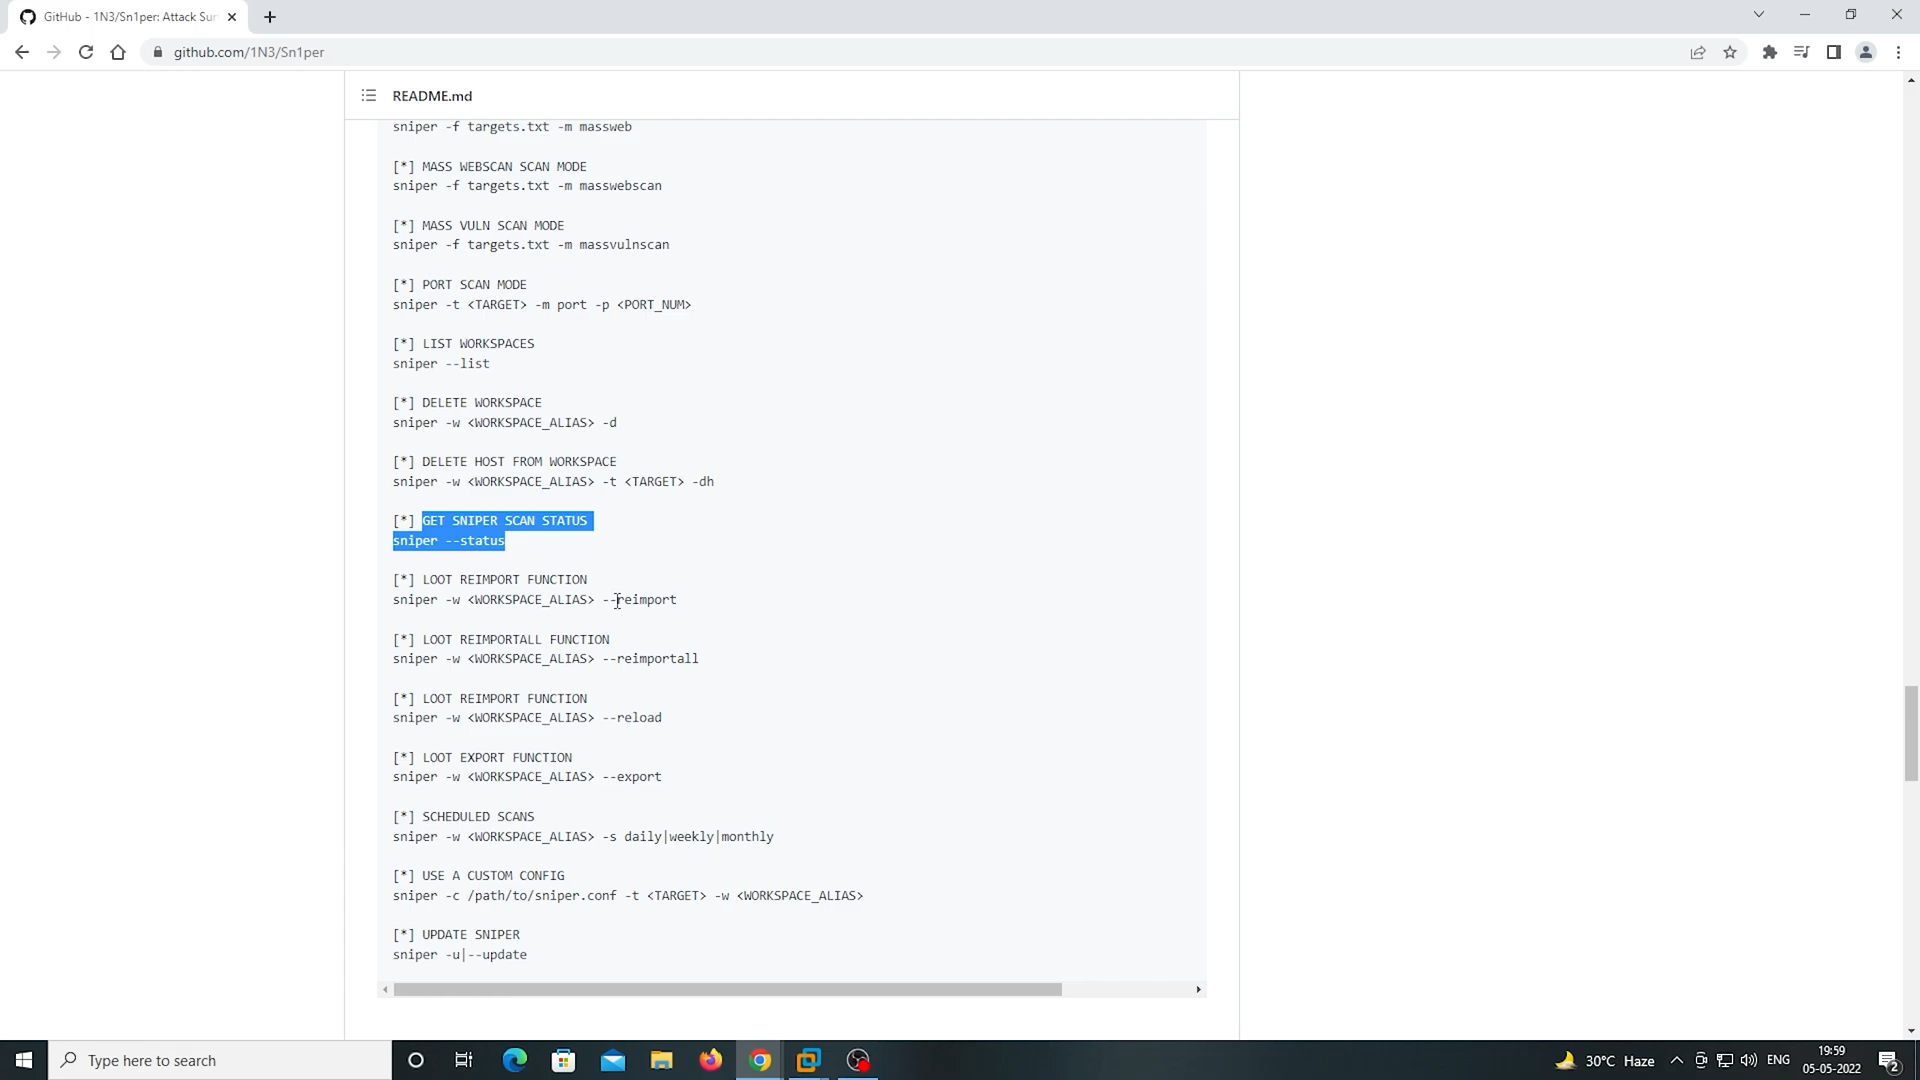 GitHub - 1N3/Sn1per: Attack Sur
github.com/1N3/Sn1per
README.md
sniper -f targets.txt -m massweb
[*] MASS WEBSCAN SCAN MODE
sniper -f targets.txt -m masswebscan
[*] MASS VULN SCAN MODE
sniper -f targets.txt -m massvulnscan
[*] PORT SCAN MODE
sniper -t <TARGET> -m port -p <PORT_NUM>
[*] LIST WORKSPACES
sniper --list
[*] DELETE WORKSPACE
sniper -w <WORKSPACE_ALIAS> -d
[*] DELETE HOST FROM WORKSPACE
sniper -w <WORKSPACE_ALIAS> -t <TARGET> -dh
[*] GET SNIPER SCAN STATUS
sniper --status
[*] LOOT REIMPORT FUNCTION
sniper -w <WORKSPACE_ALIAS> --reimport
[*] LOOT REIMPORTALL FUNCTION
sniper -w <WORKSPACE_ALIAS> --reimportall
[*] LOOT REIMPORT FUNCTION
sniper -w <WORKSPACE_ALIAS> --reload
[*] LOOT EXPORT FUNCTION
sniper -w <WORKSPACE_ALIAS> --export
[*] SCHEDULED SCANS
sniper -w <WORKSPACE_ALIAS> -s daily|weekly|monthly
[*] USE A CUSTOM CONFIG
sniper -c /path/to/sniper.conf -t <TARGET> -w <WORKSPACE_ALIAS>
[*] UPDATE SNIPER
sniper -u|--update
Type here to search
30°C Haze
ENG
19:59
05-05-2022
2